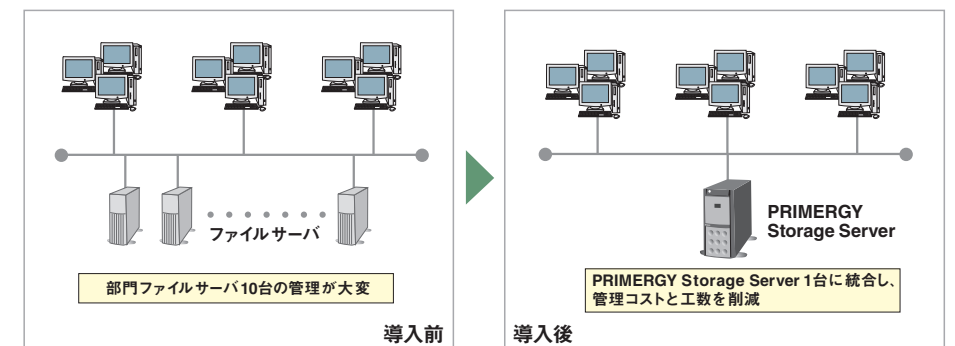 ファイルサーバ
部門ファイルサーバ10台の管理が大変
導入前
PRIMERGY
Storage Server
PRIMERGY Storage Server 1台に統合し、
管理コストと工数を削減
導入後